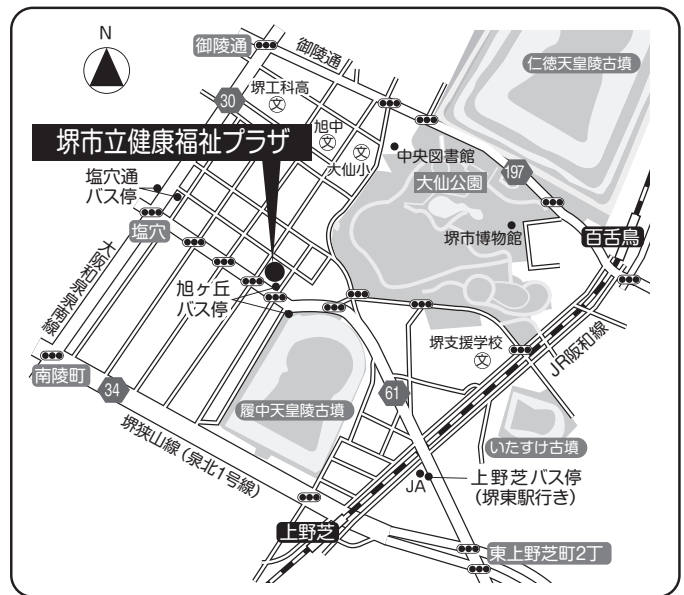 N
御陵通
御陵通
仁徳天皇陵古墳
30
堺工科高
文
旭中
文
文
大仙小
堺市立健康福祉プラザ
中央図書館
大仙公園
197
塩穴通
バス停
塩穴
堺市博物館
百舌鳥
大阪和泉泉南線
旭ヶ丘
バス停
堺支援学校
文
JR阪和線
南陵町
34
61
履中天皇陵古墳
いたすけ古墳
堺狭山線（泉北1号線）
JA
上野芝バス停
（堺東駅行き）
上野芝
東上野芝町2丁